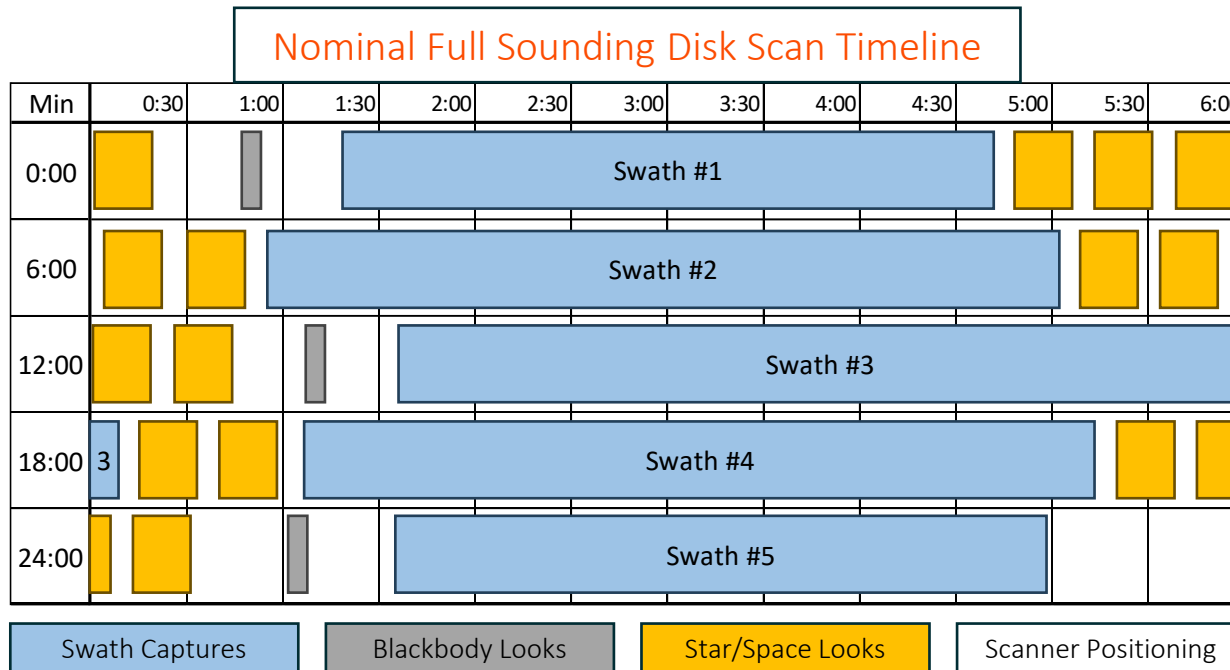 Nominal Full Sounding Disk Scan Timeline
Min 0:30 1:00 1:30 2:00 2:30 3:00 3:30 4:00 4:30 5:00 5:30 6:0
0:00 Swath #1
6:00 Swath #2
12:00 Swath #3
18:00 3 Swath #4
24:00 Swath #5
Swath Captures Blackbody Looks Star/Space Looks Scanner Positioning